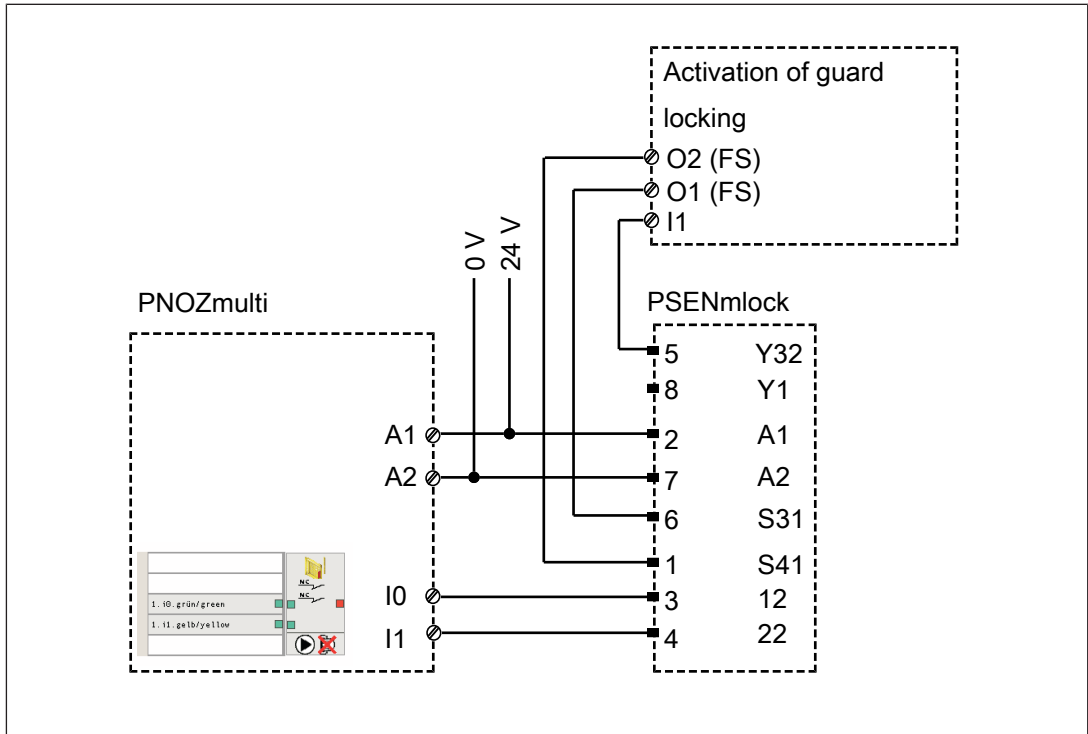 Activation of guard
locking
O2 (FS)
O1 (FS)
I1
0 V
24 V
PNOZmulti
PSENmlock
5 Y32
8 Y1
A1 2 A1
A2 7 A2
6 S31
1 S41
I0 3 12
I1 4 22
NC
NC
1. i0.grün/green
1. i1.gelb/yellow